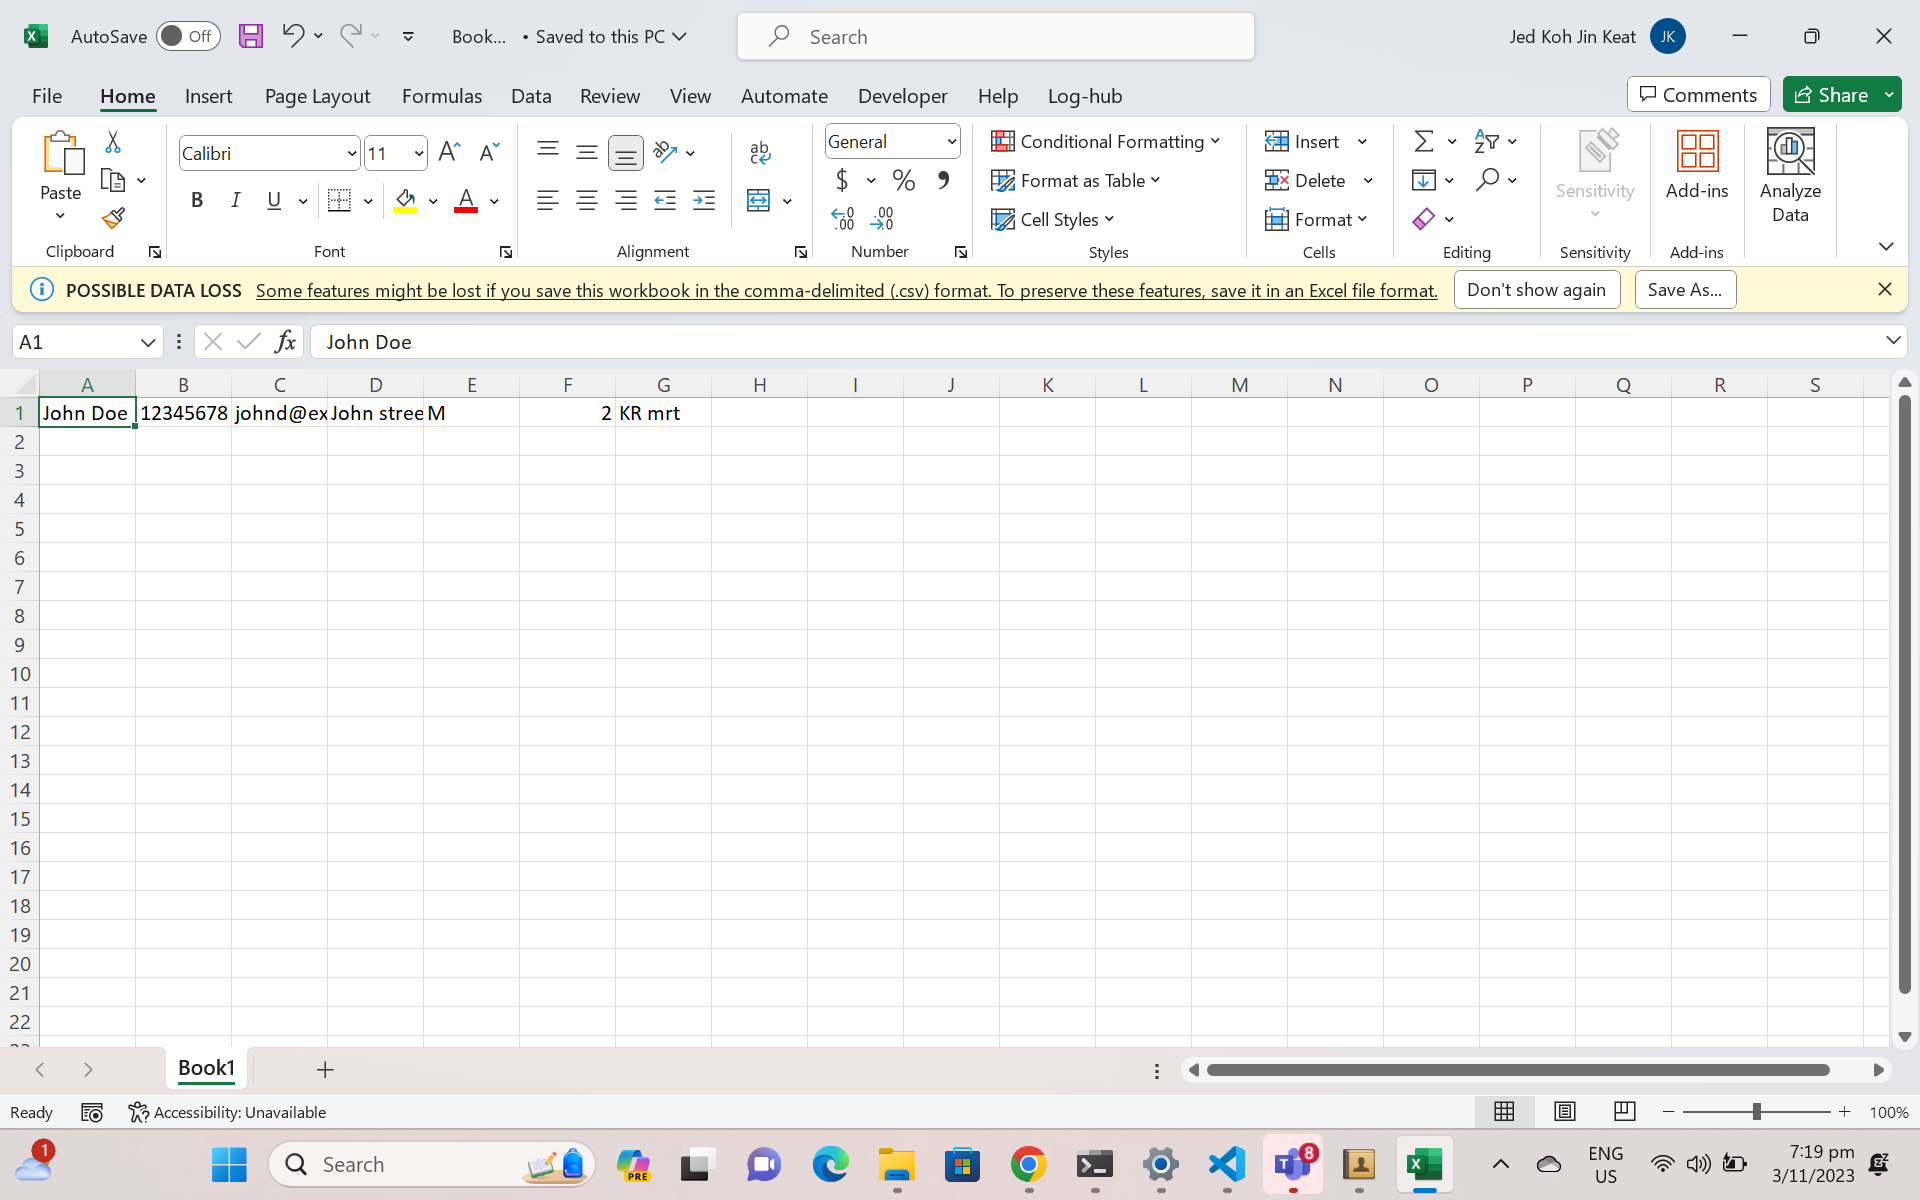 AutoSave Off Book... • Saved to this PC Search Jed Koh Jin Keat JK
File Home Insert Page Layout Formulas Data Review View Automate Developer Help Log-hub Comments Share
Paste
Clipboard
Calibri 11 A A
B I U A
Font
ab
c
Alignment
General
$ % ,
.00 .00
Number
Conditional Formatting
Format as Table
Cell Styles
Styles
Insert
Delete
Format
Cells
Editing
Sensitivity
Sensitivity
Add-ins
Add-ins
Analyze
Data
POSSIBLE DATA LOSS Some features might be lost if you save this workbook in the comma-delimited (.csv) format. To preserve these features, save it in an Excel file format. Don't show again Save As...
A1 fx John Doe
A B C D E F G H I J K L M N O P Q R S
1 John Doe 12345678 johnd@ex John stree M 2 KR mrt
2
3
4
5
6
7
8
9
10
11
12
13
14
15
16
17
18
19
20
21
22
Book1
Ready Accessibility: Unavailable 100%
1 Search PRE 8 ENG
US
7:19 pm
3/11/2023